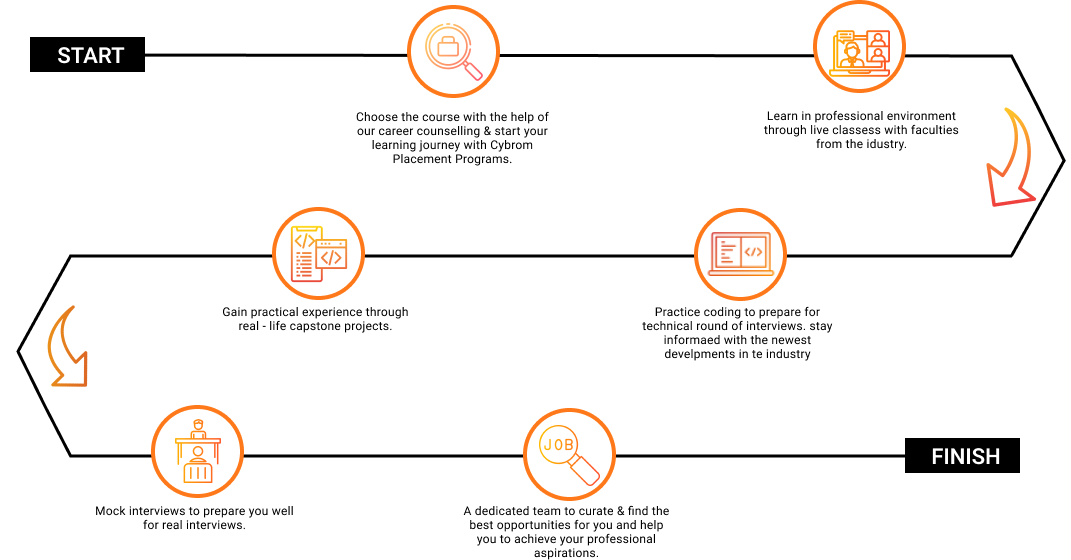 START
Choose the course with the help of
our career counselling & start your
learning journey with Cybrom
Placement Programs.
Learn in professional environment
through live classess with faculties
from the idustry.
Practice coding to prepare for
technical round of interviews. stay
informaed with the newest
develpments in te industry
Gain practical experience through
real - life capstone projects.
Mock interviews to prepare you well
for real interviews.
JOB
A dedicated team to curate & find the
best opportunities for you and help
you to achieve your professional
aspirations.
FINISH